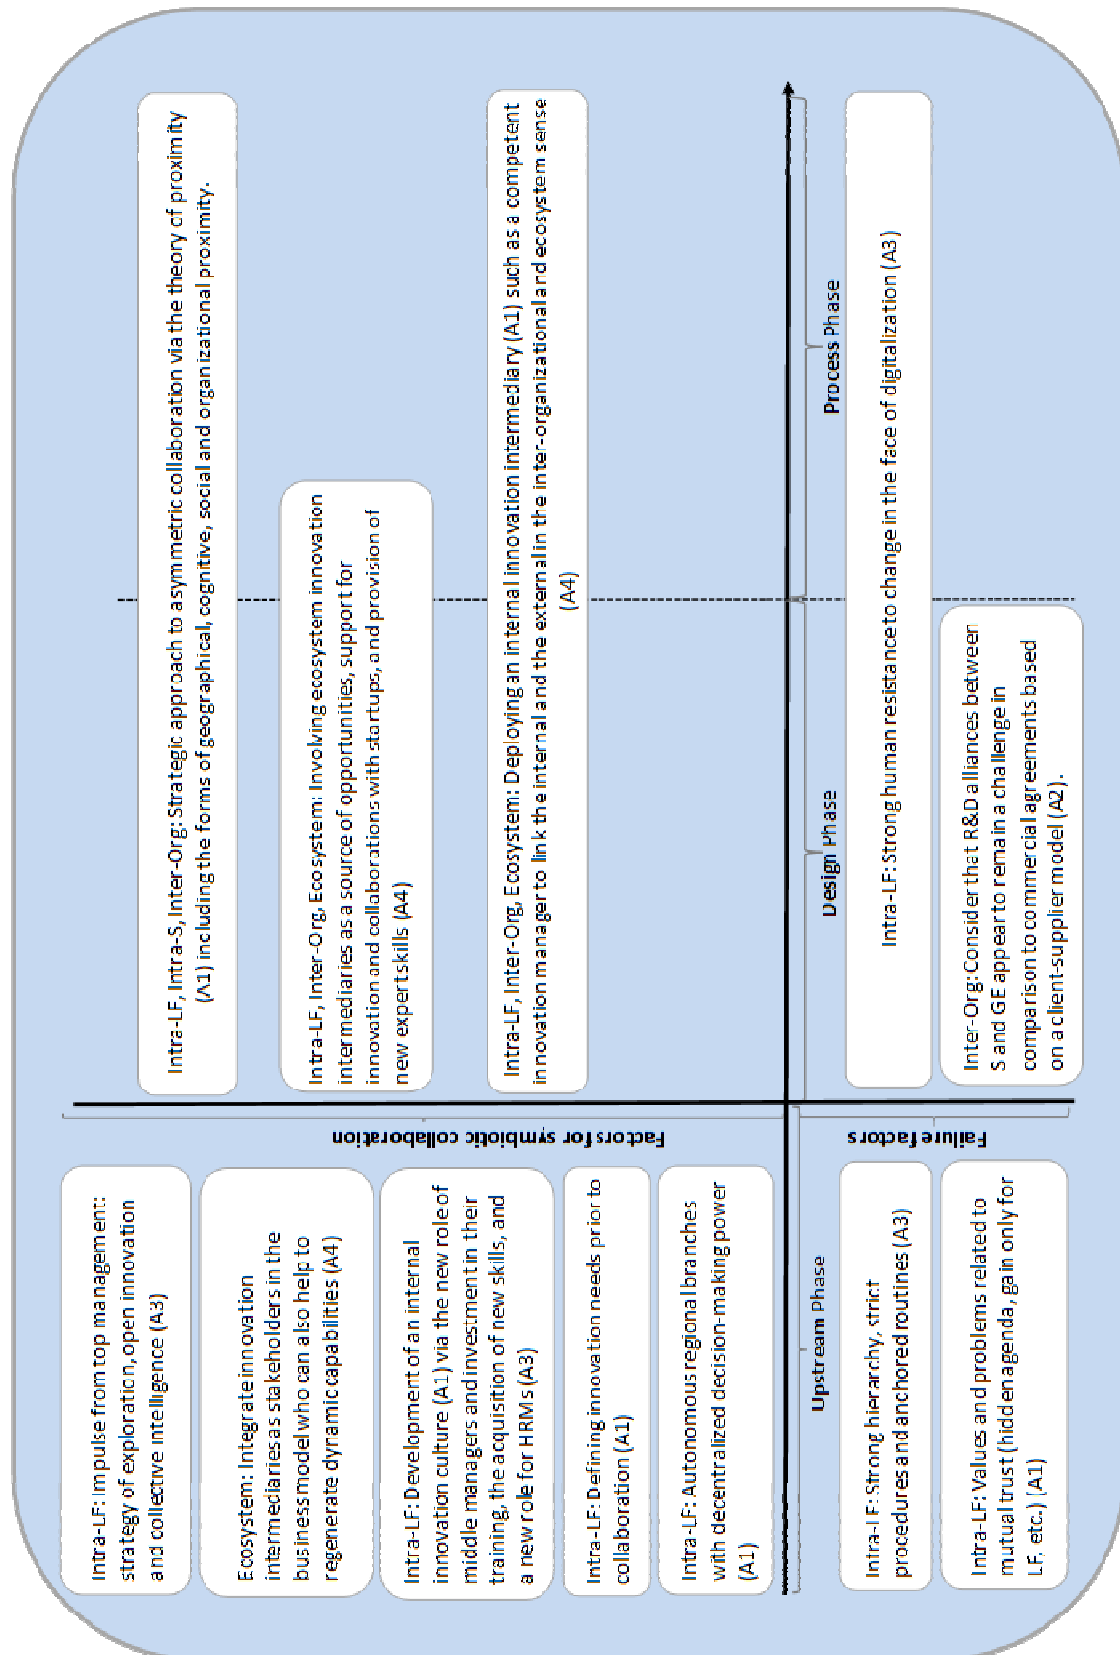 Intra-LF: Impulse from top management:
strategy of exploration, open innovation
and collective intelligence (A3)
Ecosystem: Integrate innovation
intermediaries as stakeholders in the
business model who can also help to
regenerate dynamic capabilities (A4)
Intra-LF: Development of an internal
innovation culture (A1) via the new role of
middle managers and investment in their
training, the acquisition of new skills, and
a new role for HRMs (A3)
Intra-LF: Defining innovation needs prior to
collaboration (A1)
Intra-LF: Autonomous regional branches
with decentralized decision-making power
(A1)
Upstream Phase
Intra-LF: Strong hierarchy, strict
procedures and anchored routines (A3)
Intra-LF: Values and problems related to
mutual trust (hidden agenda, gain only for
LF, etc.) (A1)
Factors for symbiotic collaboration
Failure factors
Intra-LF, Intra-S, Inter-Org: Strategic approach to asymmetric collaboration via the theory of proximity
(A1) including the forms of geographical, cognitive, social and organizational proximity.
Intra-LF, Inter-Org, Ecosystem: Involving ecosystem innovation
intermediaries as a source of opportunities, support for
innovation and collaborations with startups, and provision of
new expert skills (A4)
Intra-LF, Inter-Org, Ecosystem: Deploying an internal innovation intermediary (A1) such as a competent
innovation manager to link the internal and the external in the inter-organizational and ecosystem sense
(A4)
Design Phase
Process Phase
Intra-LF: Strong human resistance to change in the face of digitalization (A3)
Inter-Org: Consider that R&D alliances between
S and GE appear to remain a challenge in
comparison to commercial agreements based
on a client-supplier model (A2).